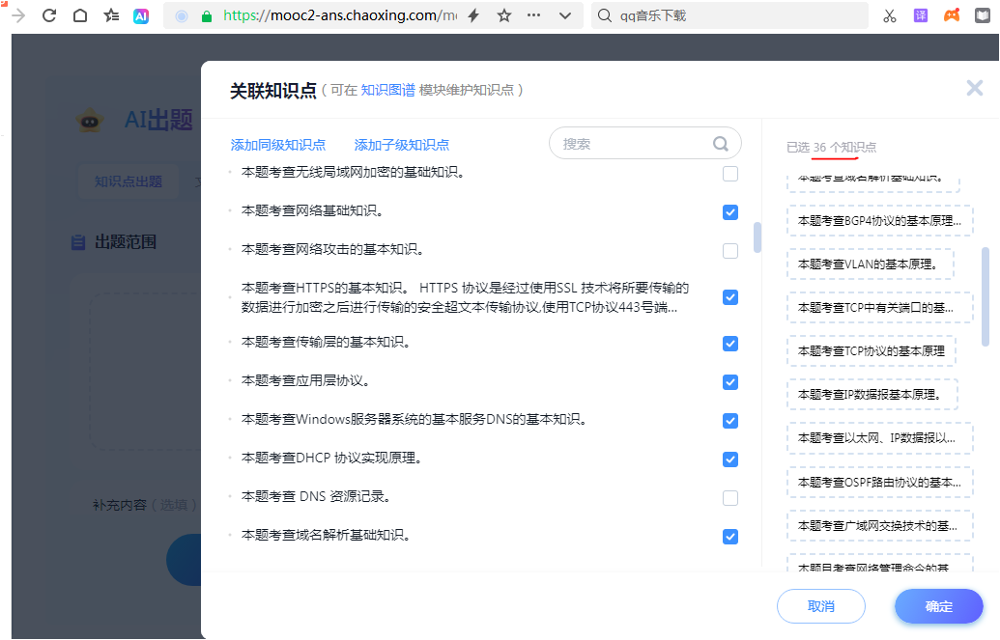 AI
https://mooc2-ans.chaoxing.com/m
qq音乐下载
译
关联知识点 ( 可在 知识图谱 模块维护知识点 )
AI出题
添加同级知识点 添加子级知识点
搜索
已选 36 个知识点
知识点出题
出题范围
补充内容 ( 选填 )
本题考查无线局域网加密的基础知识。
本题考查网络基础知识。
本题考查网络攻击的基本知识。
本题考查HTTPS的基本知识。 HTTPS 协议是经过使用SSL 技术将所要传输的
数据进行加密之后进行传输的安全超文本传输协议,使用TCP协议443号端...
本题考查传输层的基本知识。
本题考查应用层协议。
本题考查Windows服务器系统的基本服务DNS的基本知识。
本题考查DHCP 协议实现原理。
本题考查 DNS 资源记录。
本题考查域名解析基础知识。
本题考查域名解析基础知识。
本题考查BGP4协议的基本原理...
本题考查VLAN的基本原理。
本题考查TCP中有关端口的基...
本题考查TCP协议的基本原理
本题考查IP数据报基本原理。
本题考查以太网、IP数据报以...
本题考查OSPF路由协议的基本...
本题考查广域网交换技术的基...
本题目考查网络管理命令的基
取消
确定